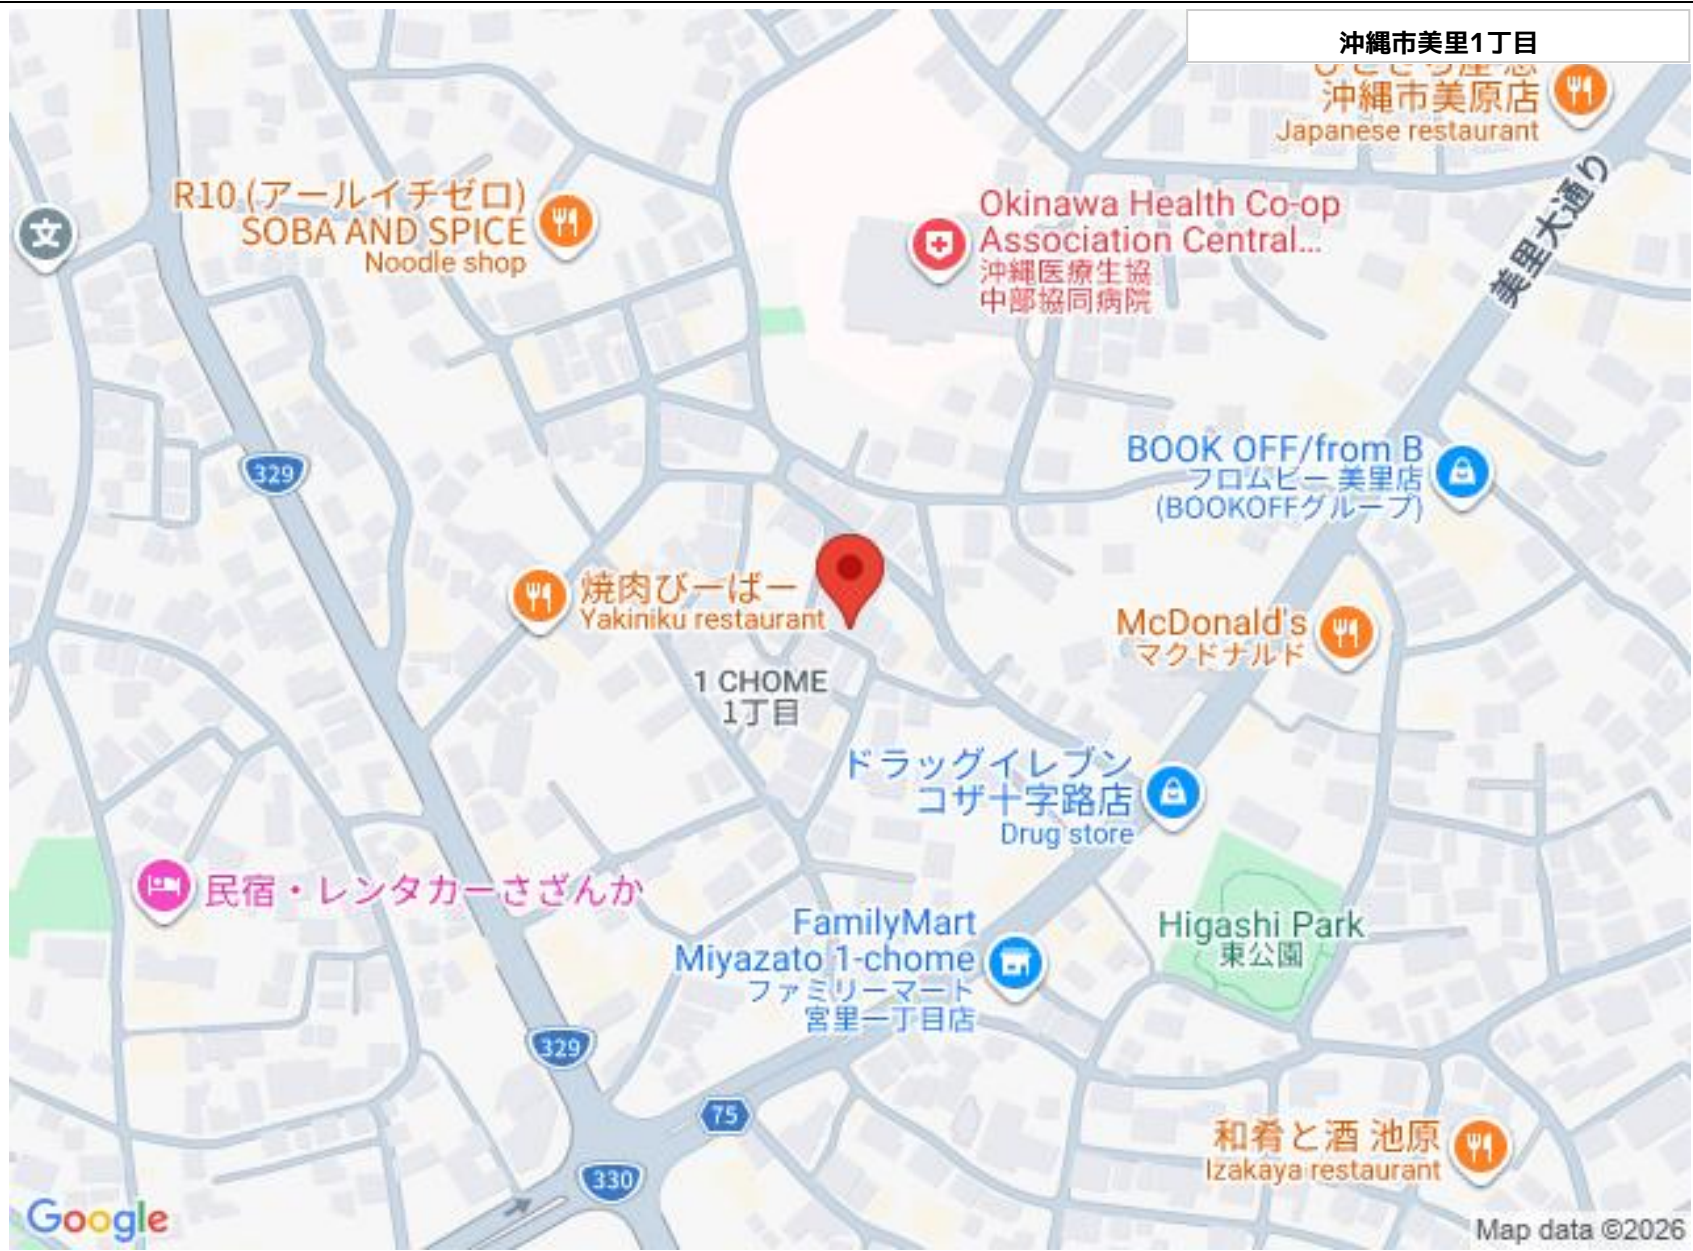 沖縄市美里1丁目
沖縄市美原店
Japanese restaurant
美里大通り
R10 (アールイチゼロ)
SOBA AND SPICE
Noodle shop
文
Okinawa Health Co-op
Association Central...
沖縄医療生協
中部協同病院
329
BOOK OFF/from B
フロムビー 美里店
(BOOKOFFグループ)
焼肉びーばー
Yakiniku restaurant
McDonald's
マクドナルド
1 CHOME
1丁目
ドラッグイレブン
コザ十字路店
Drug store
民宿・レンタカーさざんか
FamilyMart
Miyazato 1-chome
ファミリーマート
宮里一丁目店
Higashi Park
東公園
329
75
和肴と酒 池原
Izakaya restaurant
330
Google
Map data ©2026